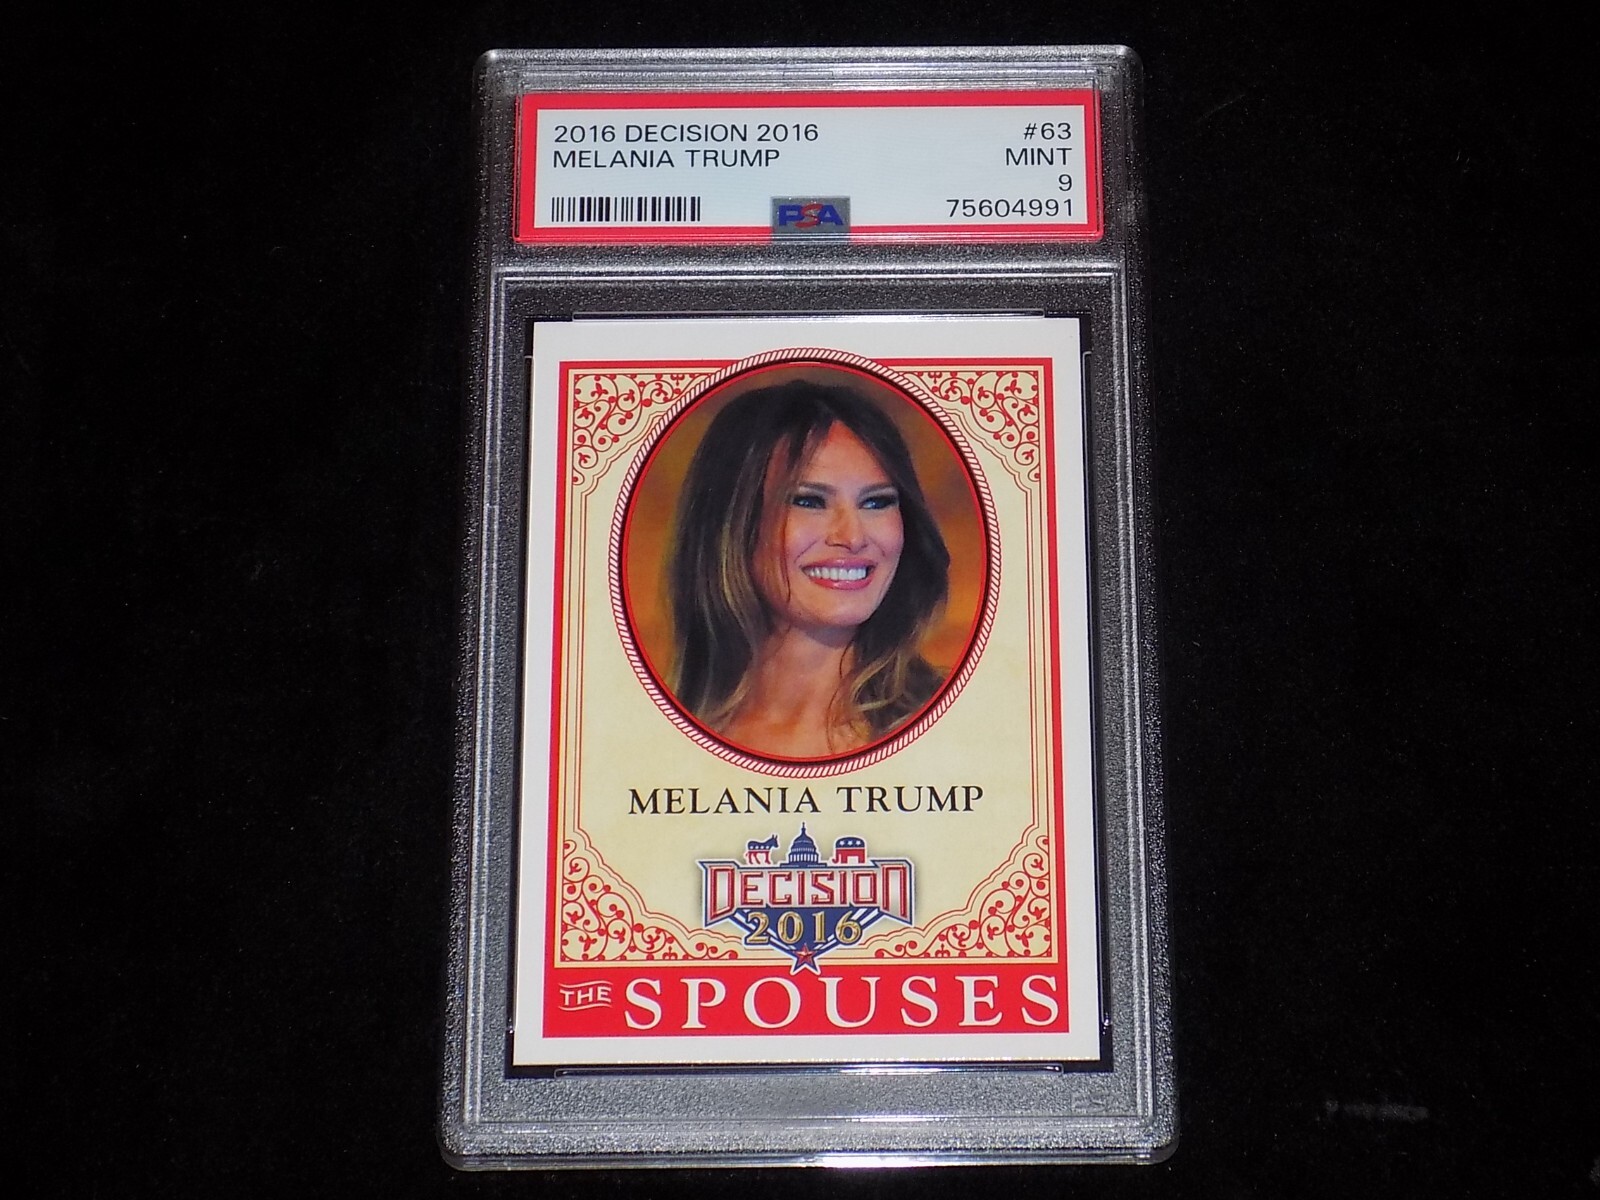 2016 DECISION 2016 #63
MELANIA TRUMP MINT
9
PSA 75604991
MELANIA TRUMP
DECISION
2016
THE SPOUSES